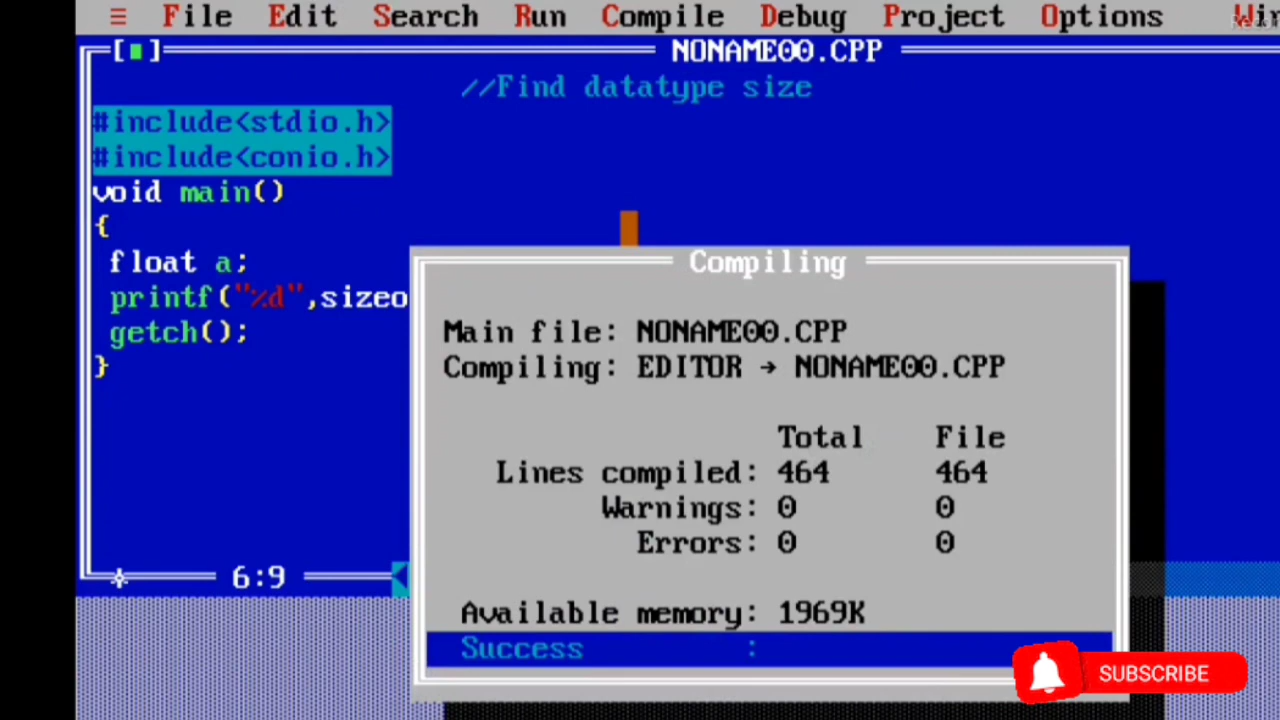 ≡ File Edit Search Run Compile Debug Project Options
[■] NONAME00.CPP
//Find datatype size
#include<stdio.h>
#include<conio.h>
void main()
{
float a;
printf("%d",sizeo
getch();
}
6:9
Compiling
Main file: NONAME00.CPP
Compiling: EDITOR → NONAME00.CPP
Total File
Lines compiled: 464 464
Warnings: 0 0
Errors: 0 0
Available memory: 1969K
Success :
SUBSCRIBE